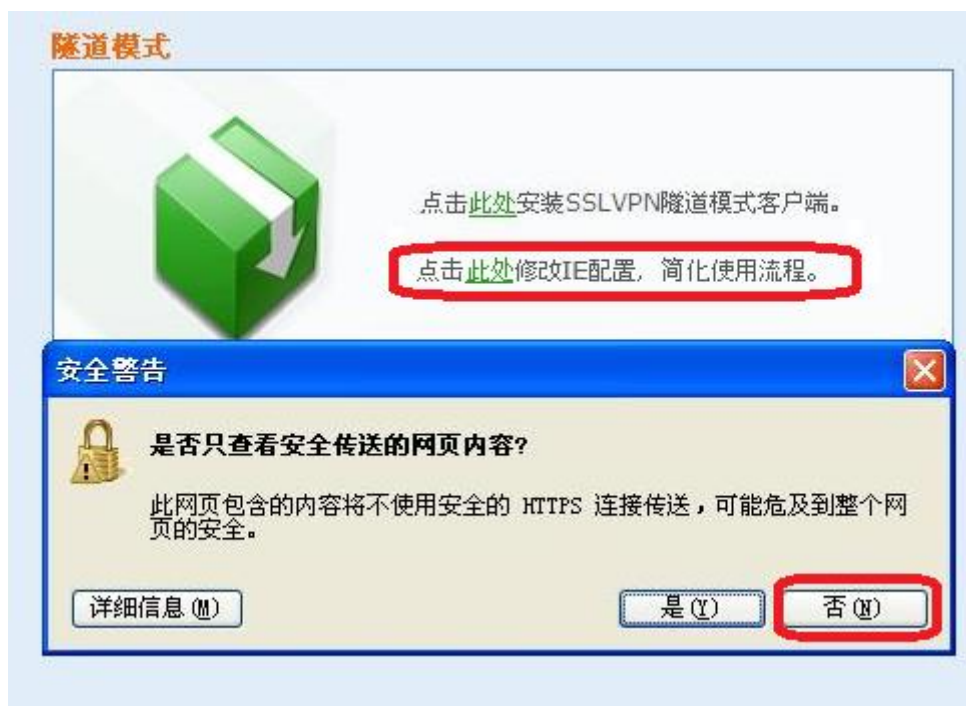 隧道模式
点击此处安装SSLVPN隧道模式客户端。
点击此处修改IE配置，简化使用流程。
安全警告
是否只查看安全传送的网页内容?
此网页包含的内容将不使用安全的 HTTPS 连接传送，可能危及到整个网
页的安全。
详细信息(M) 是(Y) 否(N)